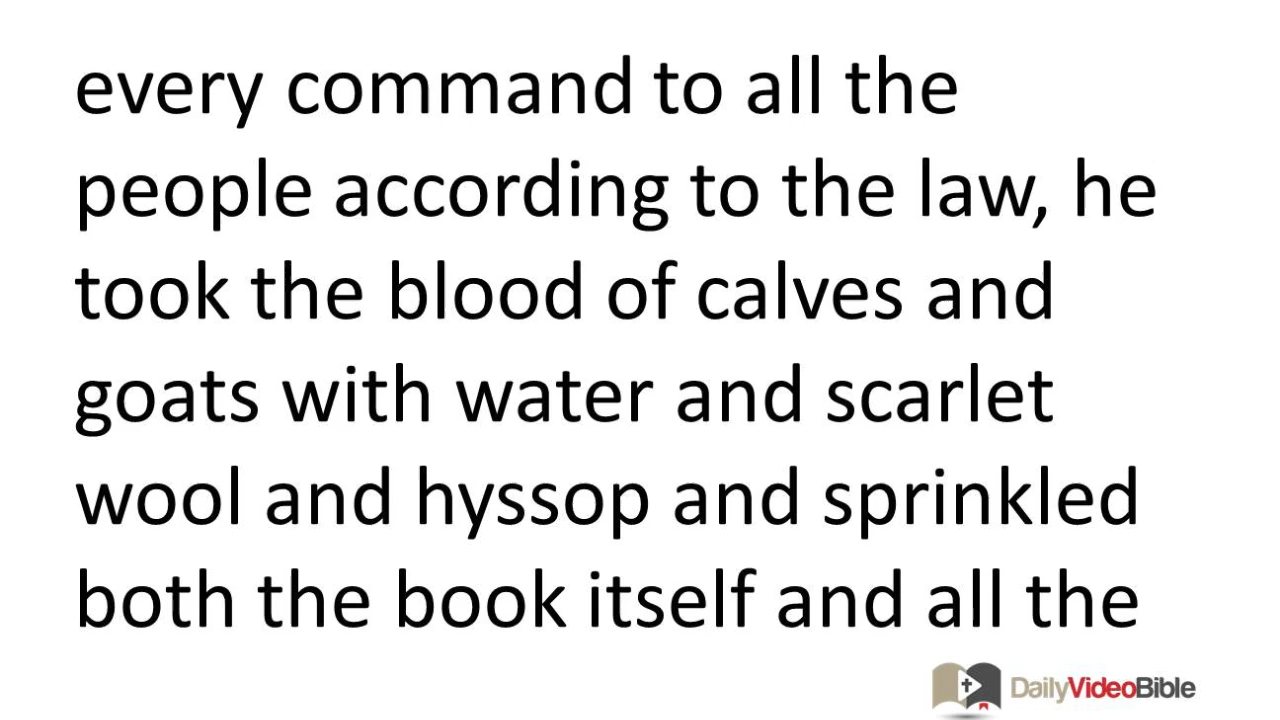 every command to all the
people according to the law, he
took the blood of calves and
goats with water and scarlet
wool and hyssop and sprinkled
both the book itself and all the
DailyVideoBible